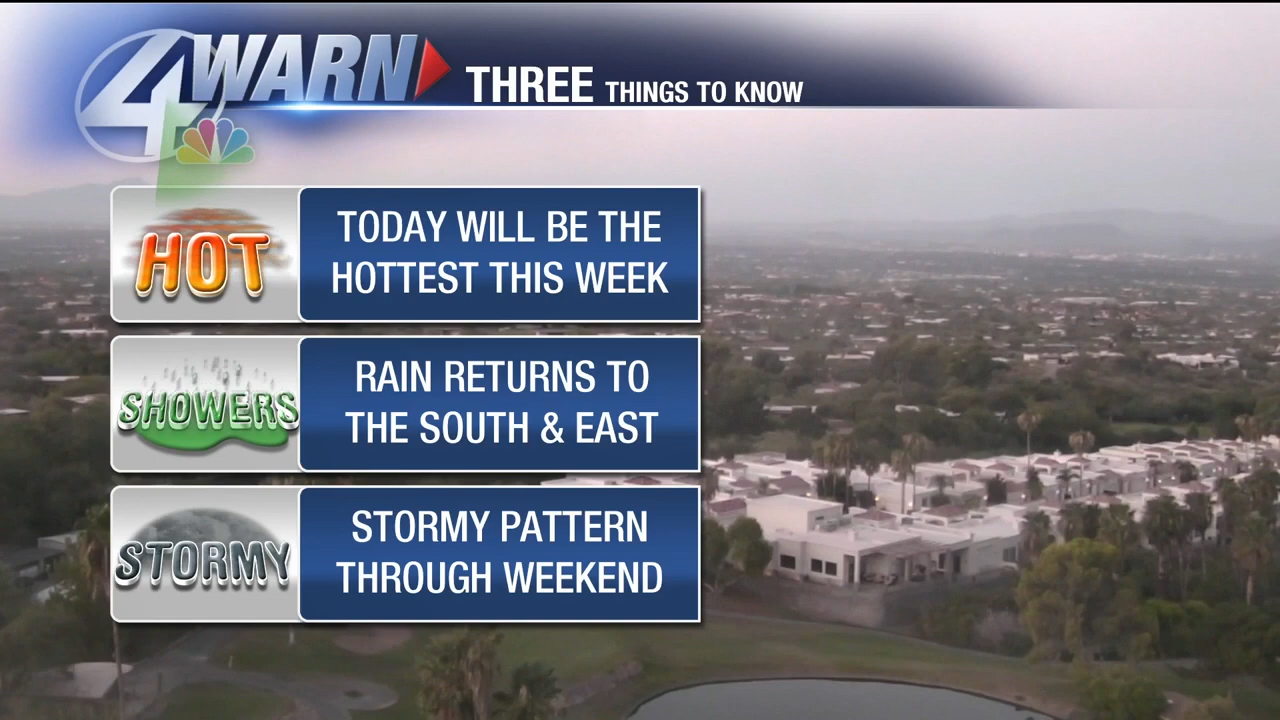 4WARN
THREE THINGS TO KNOW
HOT
TODAY WILL BE THE
HOTTEST THIS WEEK
SHOWERS
RAIN RETURNS TO
THE SOUTH & EAST
STORMY
STORMY PATTERN
THROUGH WEEKEND